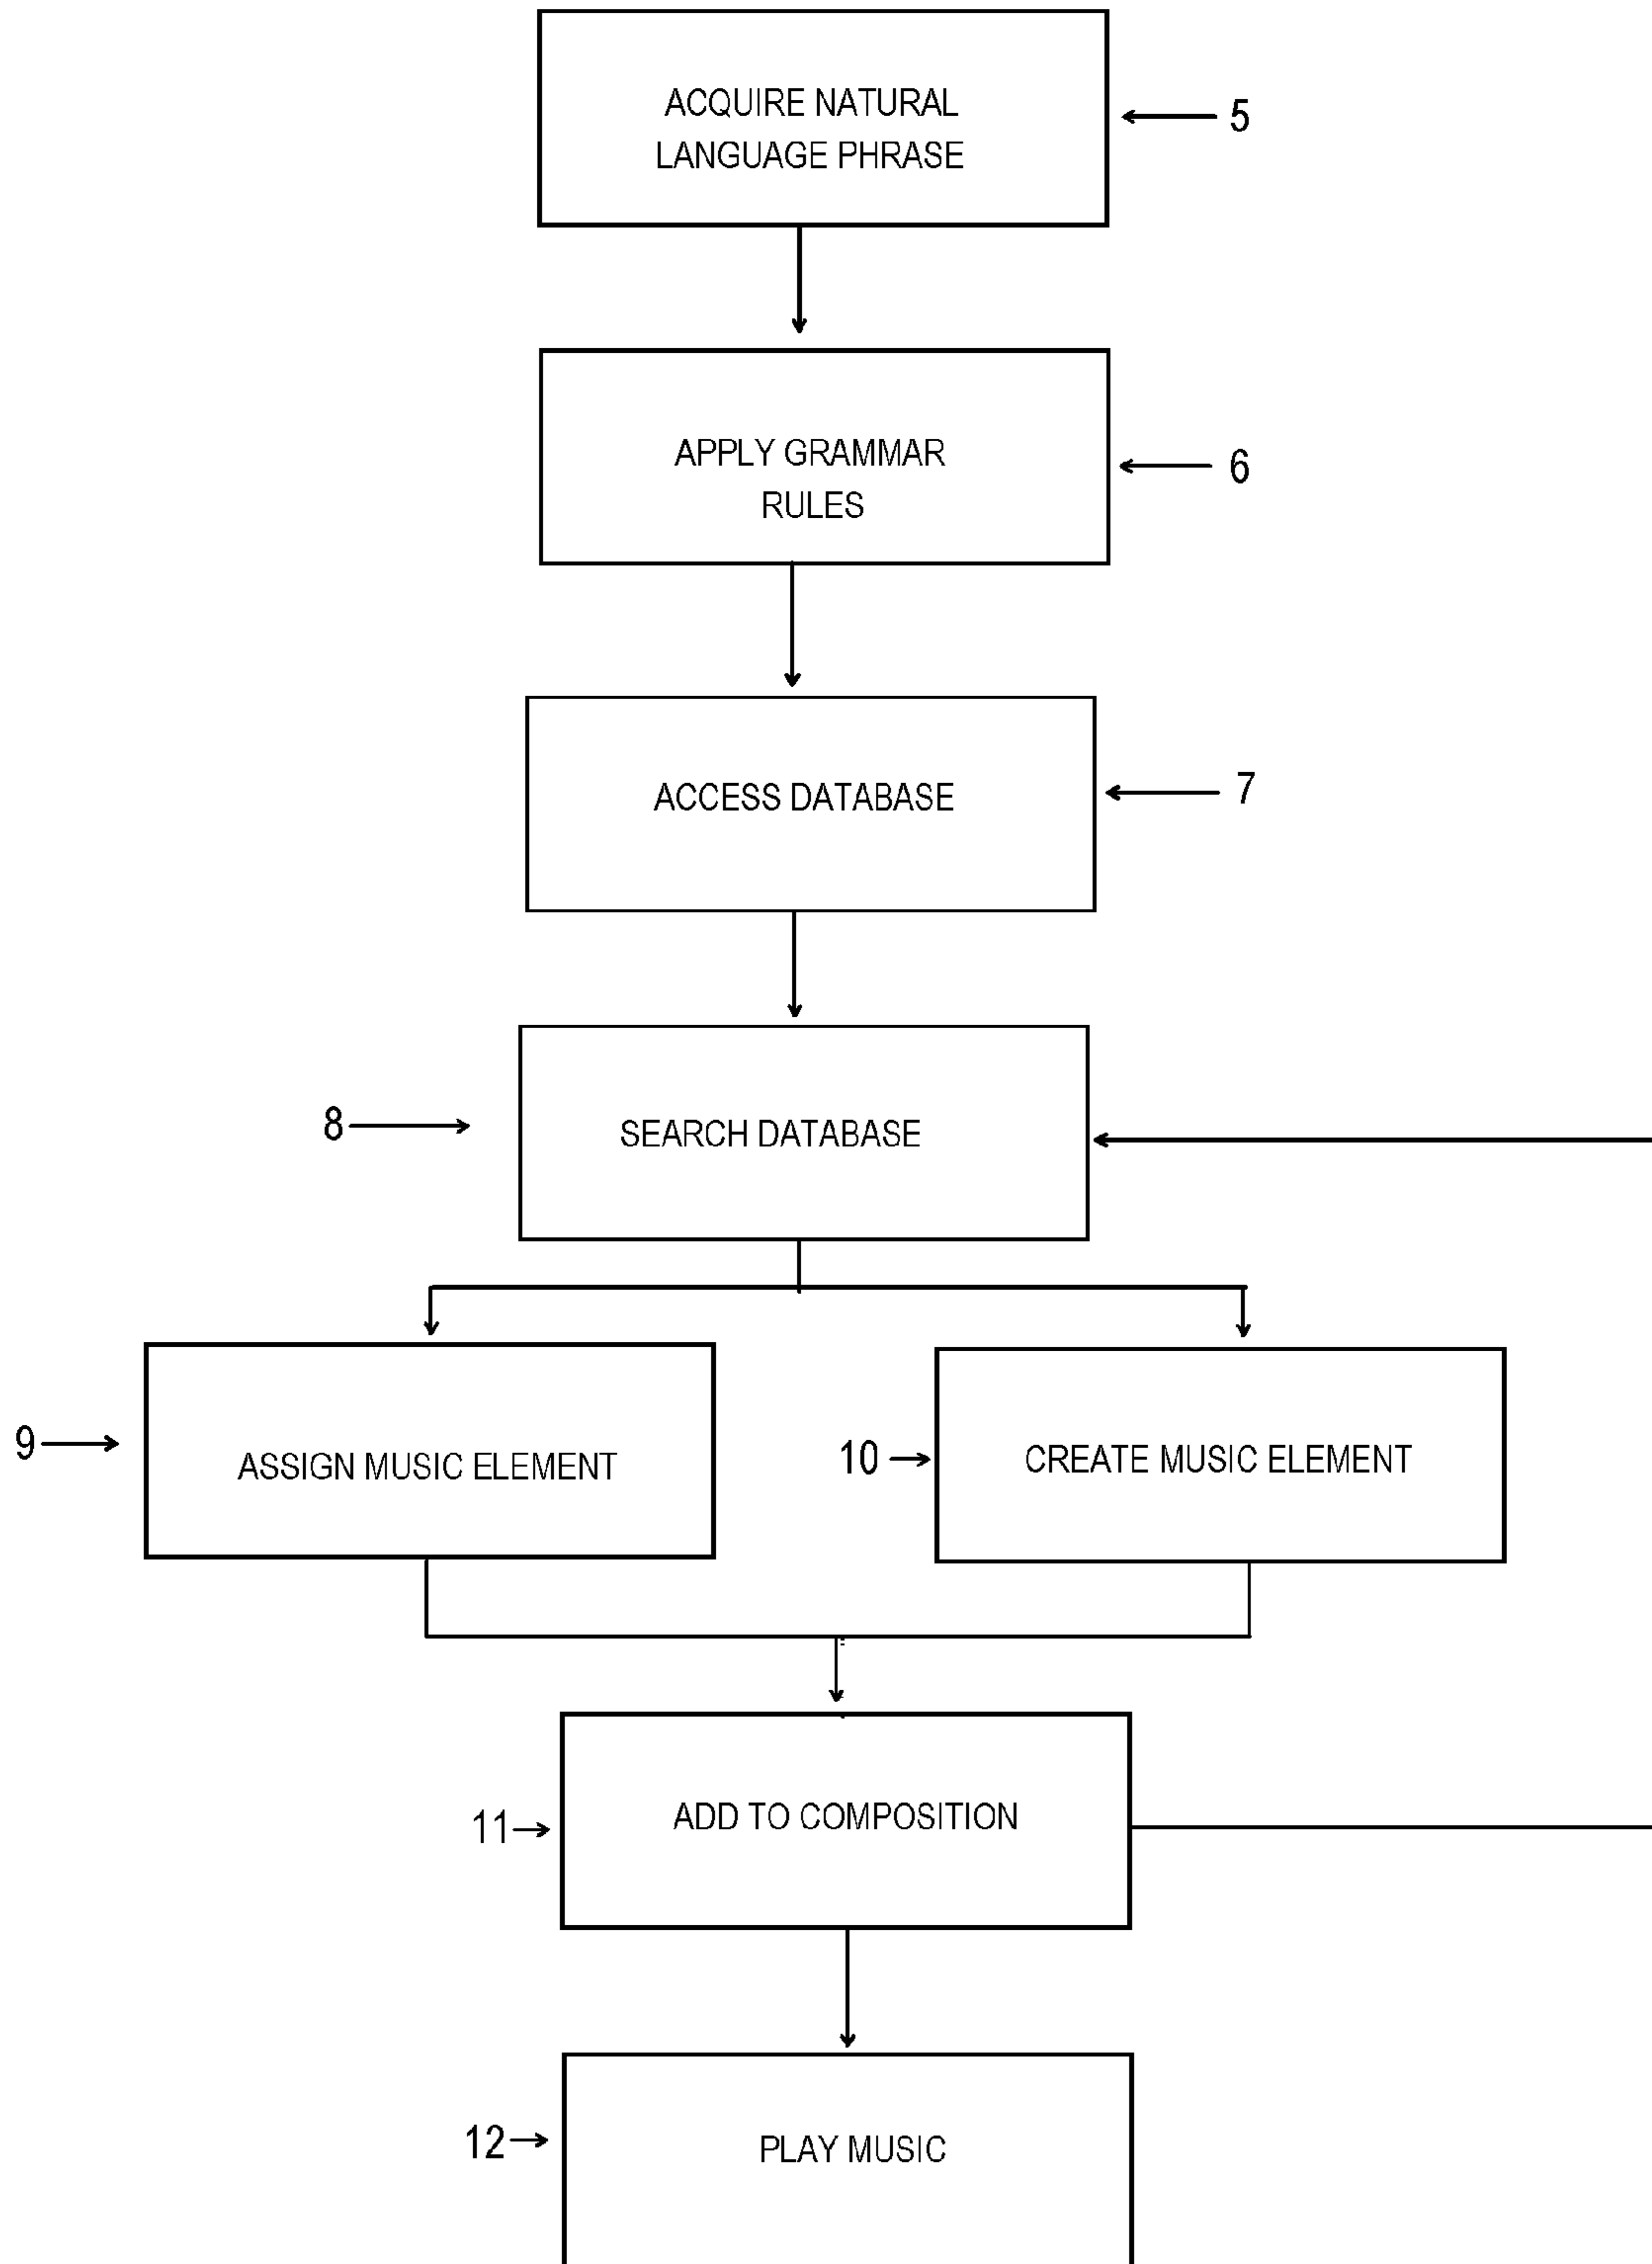 ACQUIRE NATURAL
LANGUAGE PHRASE
5
APPLY GRAMMAR
RULES
6
ACCESS DATABASE
7
8
SEARCH DATABASE
9
ASSIGN MUSIC ELEMENT
10
CREATE MUSIC ELEMENT
11
ADD TO COMPOSITION
12
PLAY MUSIC